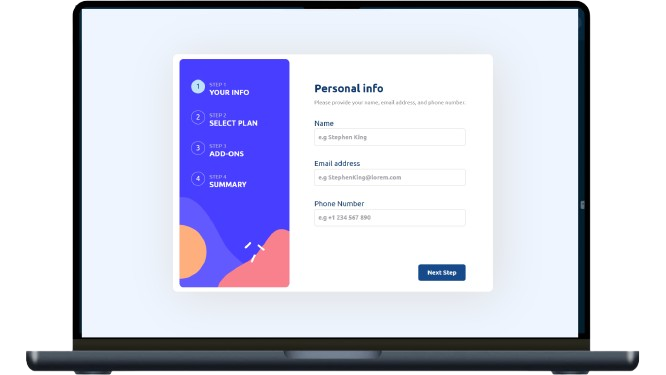 1
STEP 1
YOUR INFO
2
STEP 2
SELECT PLAN
3
STEP 3
ADD-ONS
4
STEP 4
SUMMARY
Personal info
Please provide your name, email address, and phone number.
Name
e.g Stephen King
Email address
e.g StephenKing@lorem.com
Phone Number
e.g +1 234 567 890
Next Step